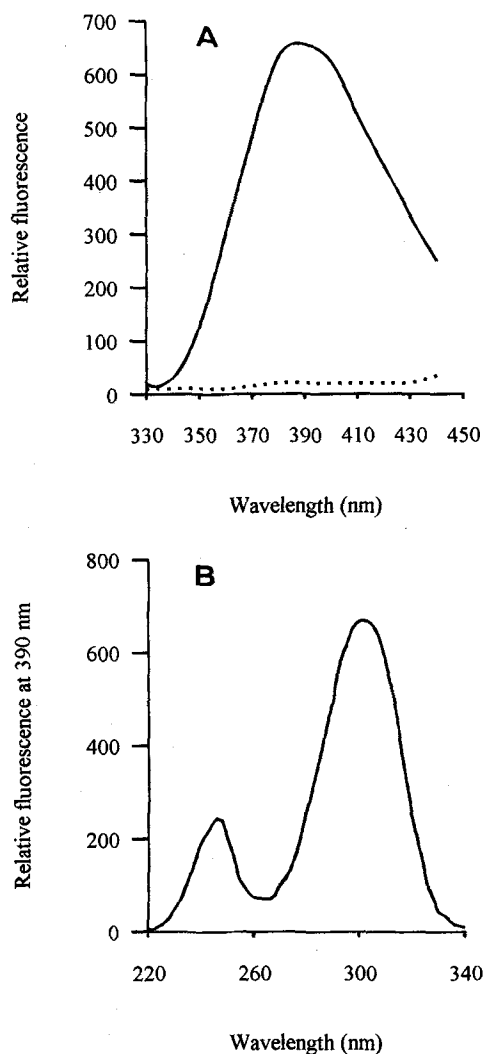 A
Relative fluorescence
700
600
500
400
300
200
100
0
330 350 370 390 410 430 450
Wavelength (nm)
B
Relative fluorescence at 390 nm
800
600
400
200
0
220 260 300 340
Wavelength (nm)